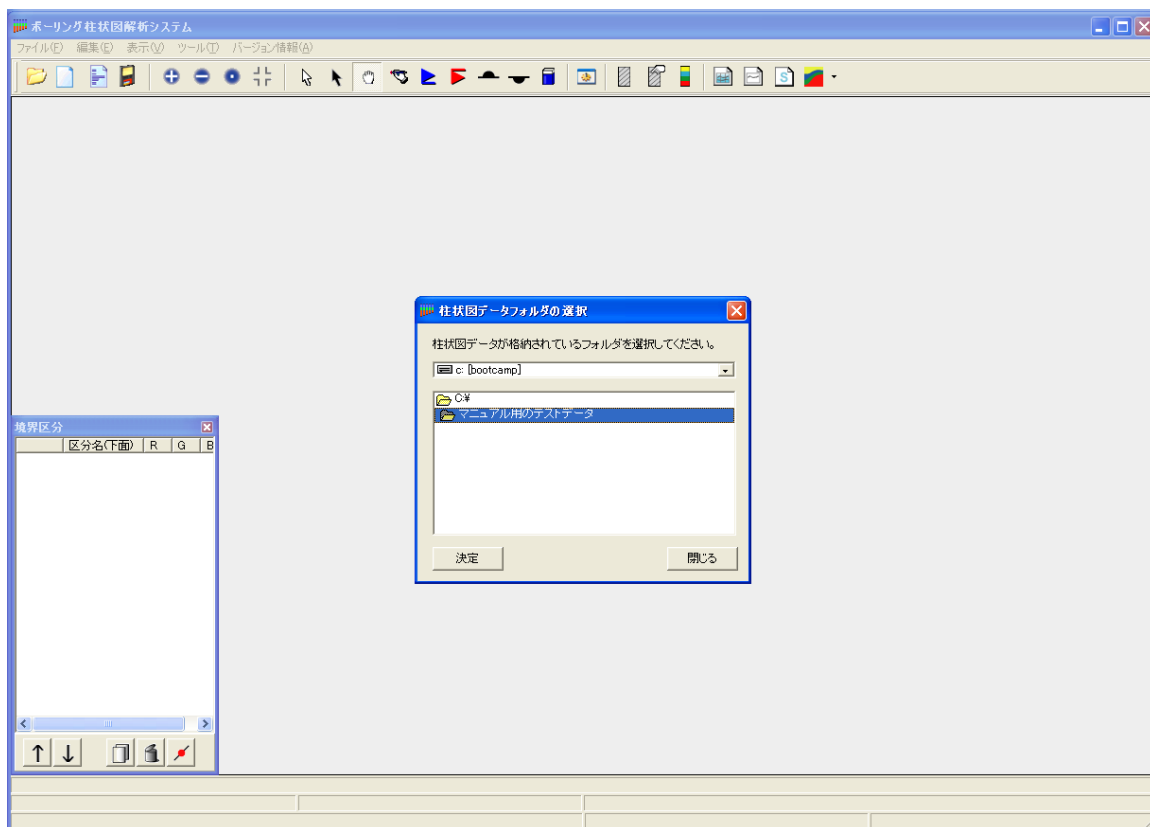 ボーリング柱状図解析システム
ファイル(F) 編集(E) 表示(V) ツール(T) バージョン情報(A)
柱状図データフォルダの選択
柱状図データが格納されているフォルダを選択してください。
c: [bootcamp]
C:¥
マニュアル用のテストデータ
決定 閉じる
境界区分
区分名(下面) R G B